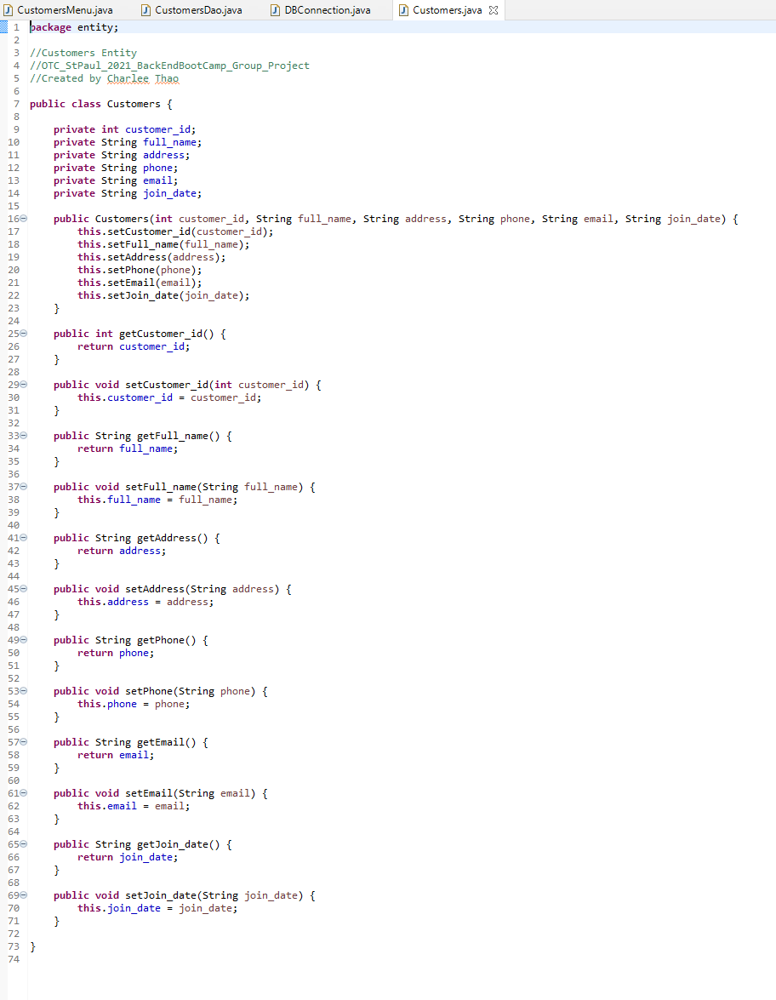 CustomersMenu.java CustomersDao.java DBConnection.java Customers.java
1 package entity;
2
3 //Customers Entity
4 //OTC_StPaul_2021_BackEndBootCamp_Group_Project
5 //Created by Charlee Thao
6
7 public class Customers {
8
9 private int customer_id;
10 private String full_name;
11 private String address;
12 private String phone;
13 private String email;
14 private String join_date;
15
16 public Customers(int customer_id, String full_name, String address, String phone, String email, String join_date) {
17 this.setCustomer_id(customer_id);
18 this.setFull_name(full_name);
19 this.setAddress(address);
20 this.setPhone(phone);
21 this.setEmail(email);
22 this.setJoin_date(join_date);
23 }
24
25 public int getCustomer_id() {
26 return customer_id;
27 }
28
29 public void setCustomer_id(int customer_id) {
30 this.customer_id = customer_id;
31 }
32
33 public String getFull_name() {
34 return full_name;
35 }
36
37 public void setFull_name(String full_name) {
38 this.full_name = full_name;
39 }
40
41 public String getAddress() {
42 return address;
43 }
44
45 public void setAddress(String address) {
46 this.address = address;
47 }
48
49 public String getPhone() {
50 return phone;
51 }
52
53 public void setPhone(String phone) {
54 this.phone = phone;
55 }
56
57 public String getEmail() {
58 return email;
59 }
60
61 public void setEmail(String email) {
62 this.email = email;
63 }
64
65 public String getJoin_date() {
66 return join_date;
67 }
68
69 public void setJoin_date(String join_date) {
70 this.join_date = join_date;
71 }
72
73 }
74